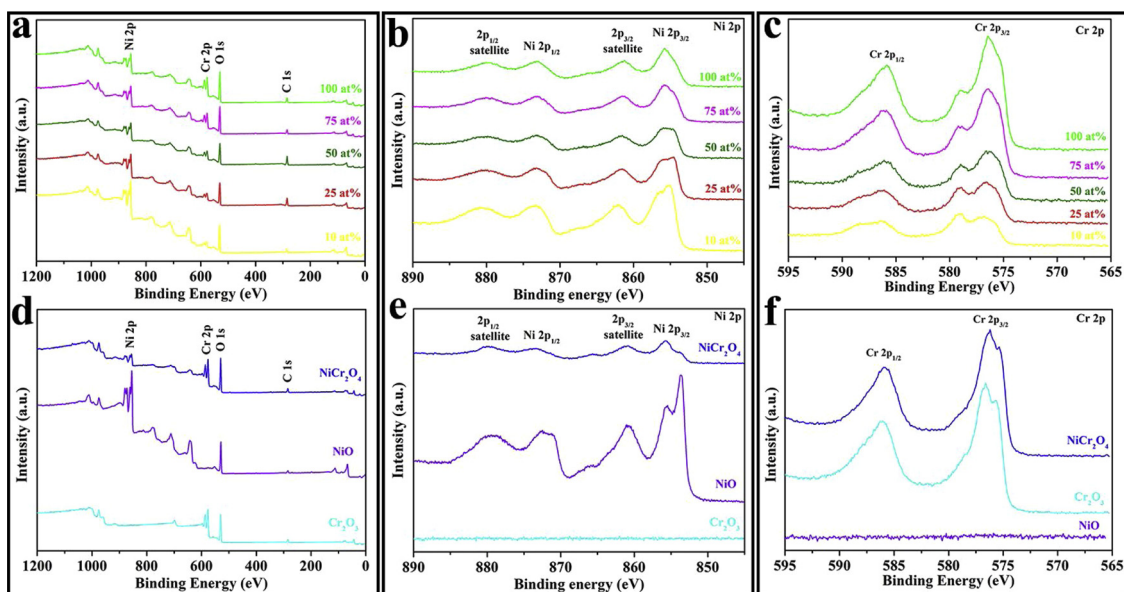 a
Ni 2p
Cr 2p
O 1s
C 1s
100 at%
75 at%
50 at%
25 at%
10 at%
Intensity (a.u.)
1200 1000 800 600 400 200 0
Binding Energy (eV)
b
Ni 2p
2p1/2 satellite
Ni 2p1/2
2p3/2 satellite
Ni 2p3/2
100 at%
75 at%
50 at%
25 at%
10 at%
Intensity (a.u.)
880 870 860 850
Binding energy (eV)
c
Cr 2p
Cr 2p3/2
Cr 2p1/2
100 at%
75 at%
50 at%
25 at%
10 at%
Intensity (a.u.)
595 590 585 580 575 570 565
Binding Energy (eV)
d
Ni 2p
Cr 2p
O 1s
C 1s
NiCr2O4
NiO
Cr2O3
Intensity (a.u.)
1200 1000 800 600 400 200 0
Binding Energy (eV)
e
Ni 2p
2p1/2
satellite
Ni 2p1/2
2p3/2
satellite
Ni 2p3/2
NiCr2O4
NiO
Cr2O3
Intensity (a.u.)
880 870 860 850
Binding Energy (eV)
f
Cr 2p
Cr 2p3/2
Cr 2p1/2
NiCr2O4
Cr2O3
NiO
Intensity (a.u.)
595 590 585 580 575 570 565
Binding Energy (eV)